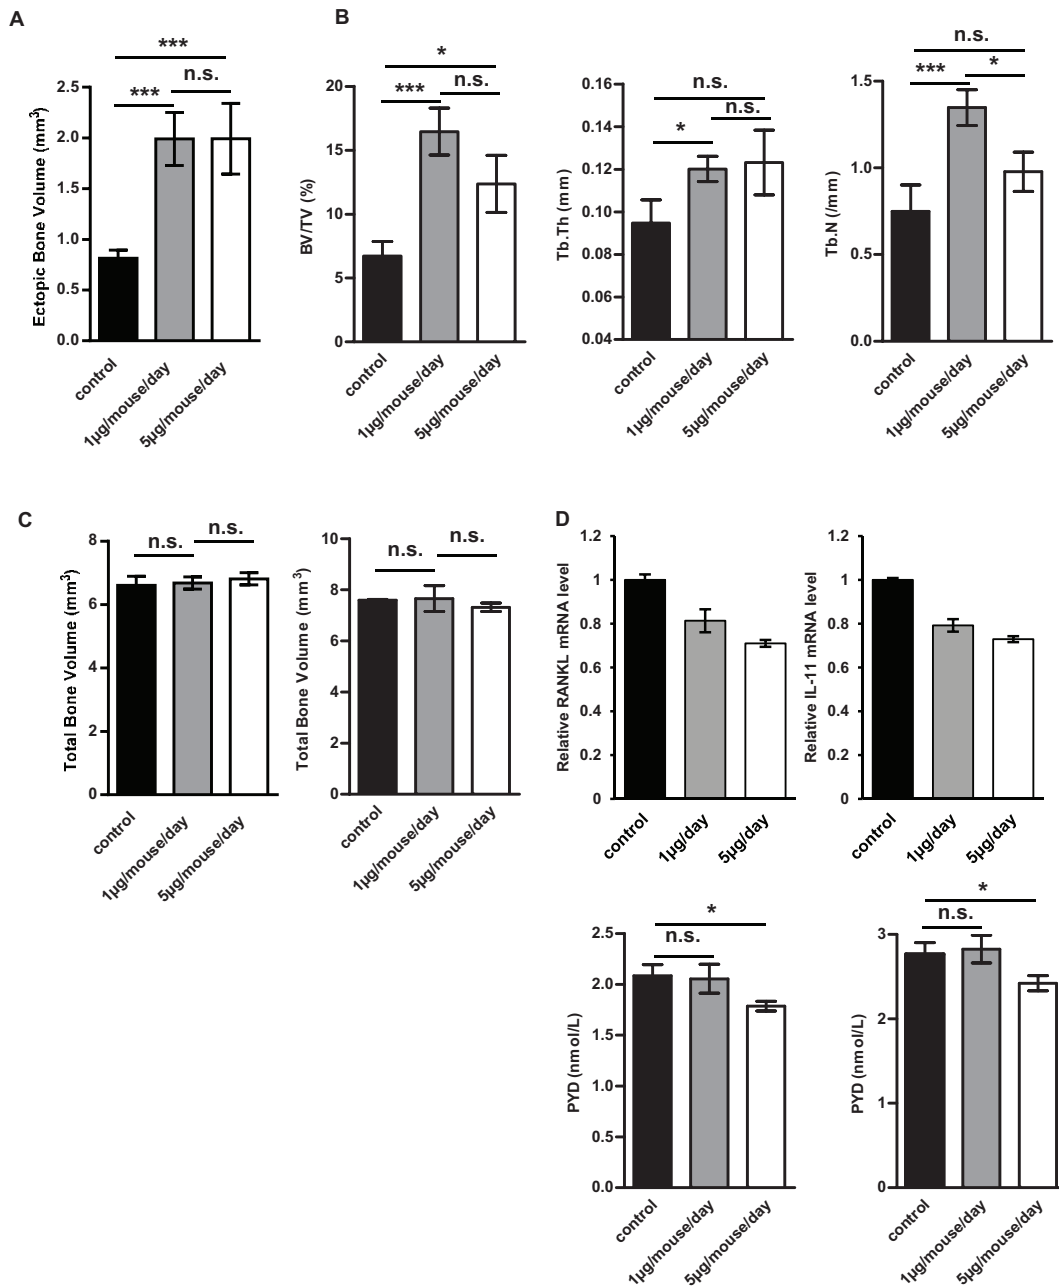 A
***
n.s.
***
Ectopic Bone Volume (mm³)
2.5
2.0
1.5
1.0
0.5
0.0
control
1µg/mouse/day
5µg/mouse/day
B
*
n.s.
***
BV/TV (%)
20
15
10
5
0
control
1µg/mouse/day
5µg/mouse/day
n.s.
n.s.
*
Tb.Th (mm)
0.16
0.14
0.12
0.10
0.08
0.06
0.04
control
1µg/mouse/day
5µg/mouse/day
n.s.
***
*
Tb.N (/mm)
1.5
1.0
0.5
0.0
control
1µg/mouse/day
5µg/mouse/day
C
n.s.
n.s.
Total Bone Volume (mm³)
8
6
4
2
0
control
1µg/mouse/day
5µg/mouse/day
n.s.
n.s.
Total Bone Volume (mm³)
10
8
6
4
2
0
control
1µg/mouse/day
5µg/mouse/day
D
Relative RANKL mRNA level
1.2
1
0.8
0.6
0.4
0.2
0
control
1µg/day
5µg/day
Relative IL-11 mRNA level
1.2
1
0.8
0.6
0.4
0.2
0
control
1µg/day
5µg/day
*
n.s.
PYD (nmol/L)
2.5
2.0
1.5
1.0
0.5
0.0
control
1µg/mouse/day
5µg/mouse/day
*
n.s.
PYD (nmol/L)
3
2
1
0
control
1µg/mouse/day
5µg/mouse/day